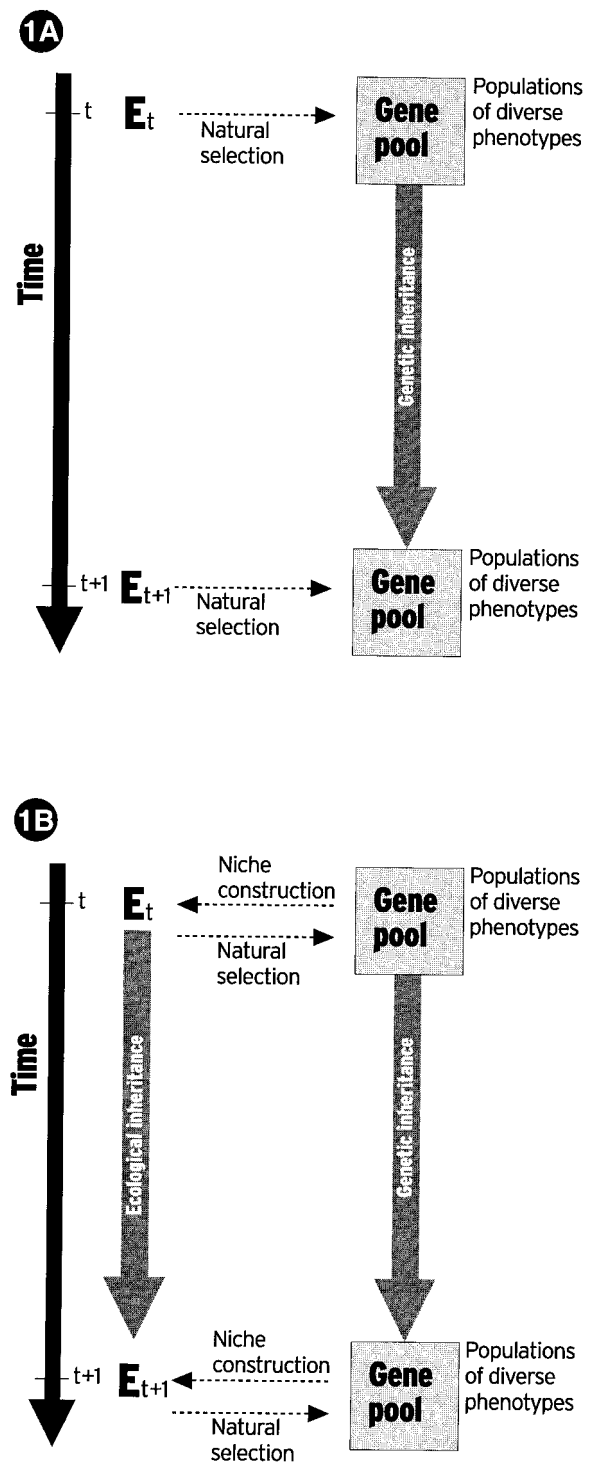 1A
t
Et
Natural
selection
Gene
pool
Populations
of diverse
phenotypes
Time
Genetic inheritance
t+1
Et+1
Natural
selection
Gene
pool
Populations
of diverse
phenotypes
1B
t
Et
Niche
construction
Natural
selection
Gene
pool
Populations
of diverse
phenotypes
Time
Ecological inheritance
Genetic inheritance
t+1
Et+1
Niche
construction
Natural
selection
Gene
pool
Populations
of diverse
phenotypes